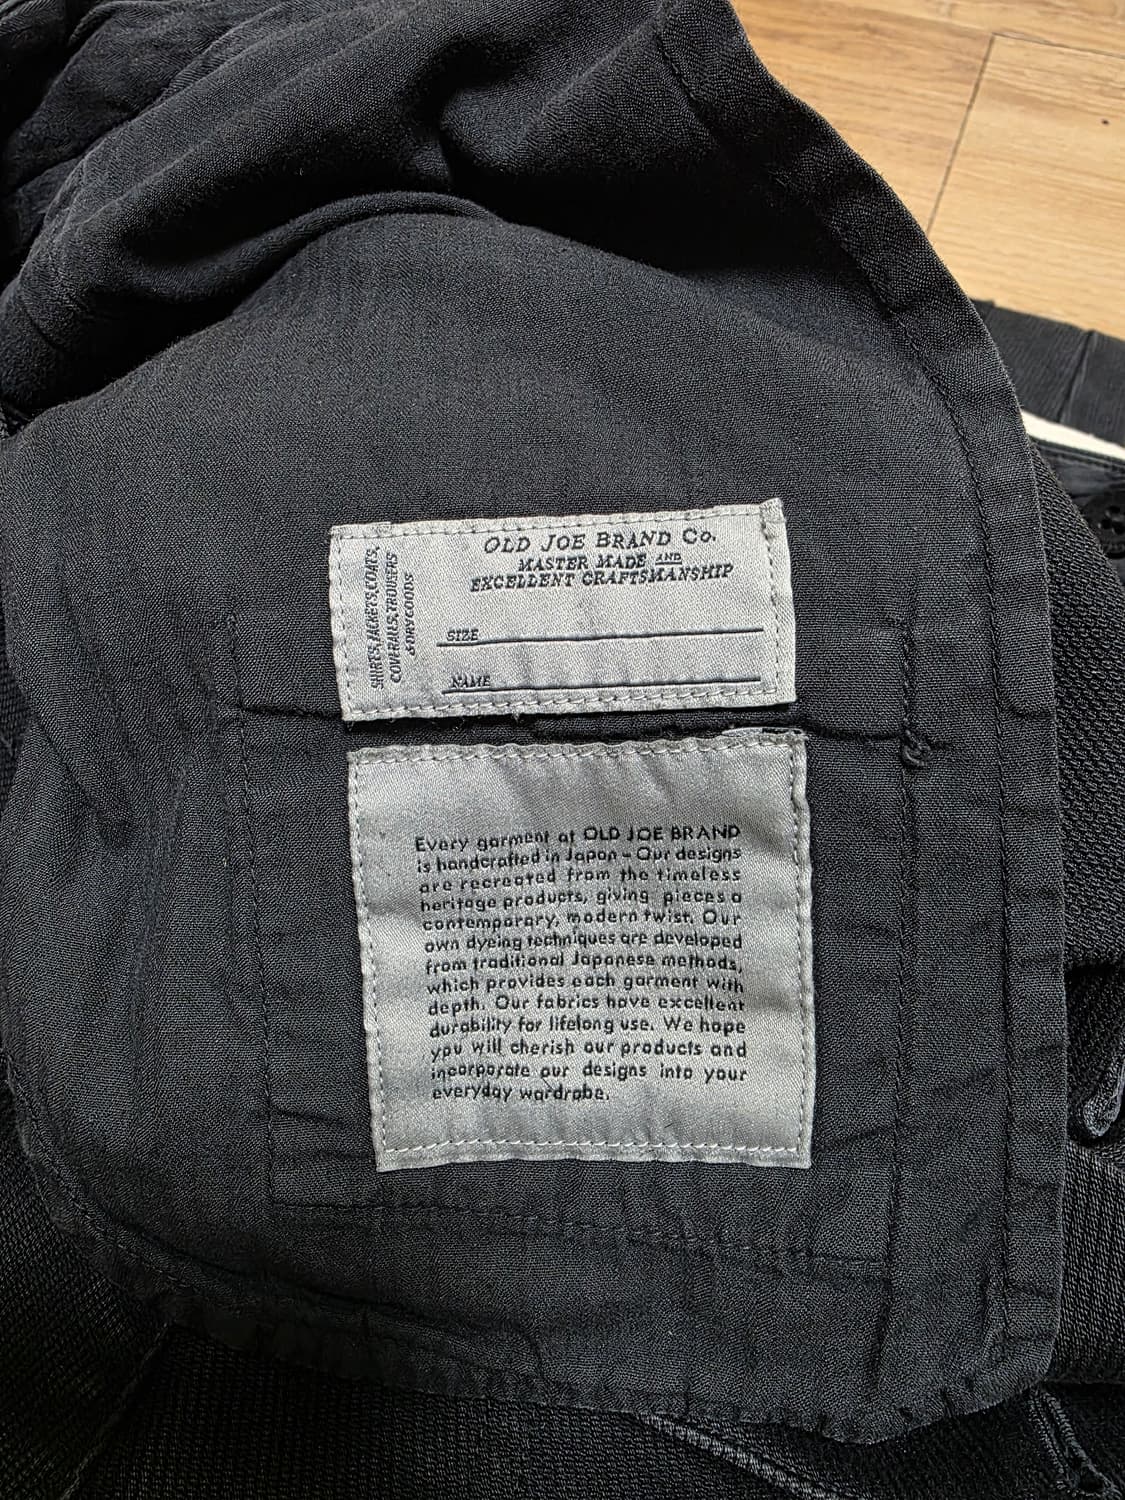 OLD JOE BRAND Co.
MASTER MADE AND
EXCELLENT CRAFTSMANSHIP
SHIRTS,JACKETS,COATS,
COVERALLS,TROUSERS
&DRY GOODS
SIZE
NAME
Every garment at OLD JOE BRAND
is handcrafted in Japan - Our designs
are recreated from the timeless
heritage products, giving pieces a
contemporary, modern twist. Our
own dyeing techniques are developed
from traditional Japanese methods,
which provides each garment with
depth. Our fabrics have excellent
durability for lifelong use. We hope
you will cherish our products and
incorporate our designs into your
everyday wardrobe.